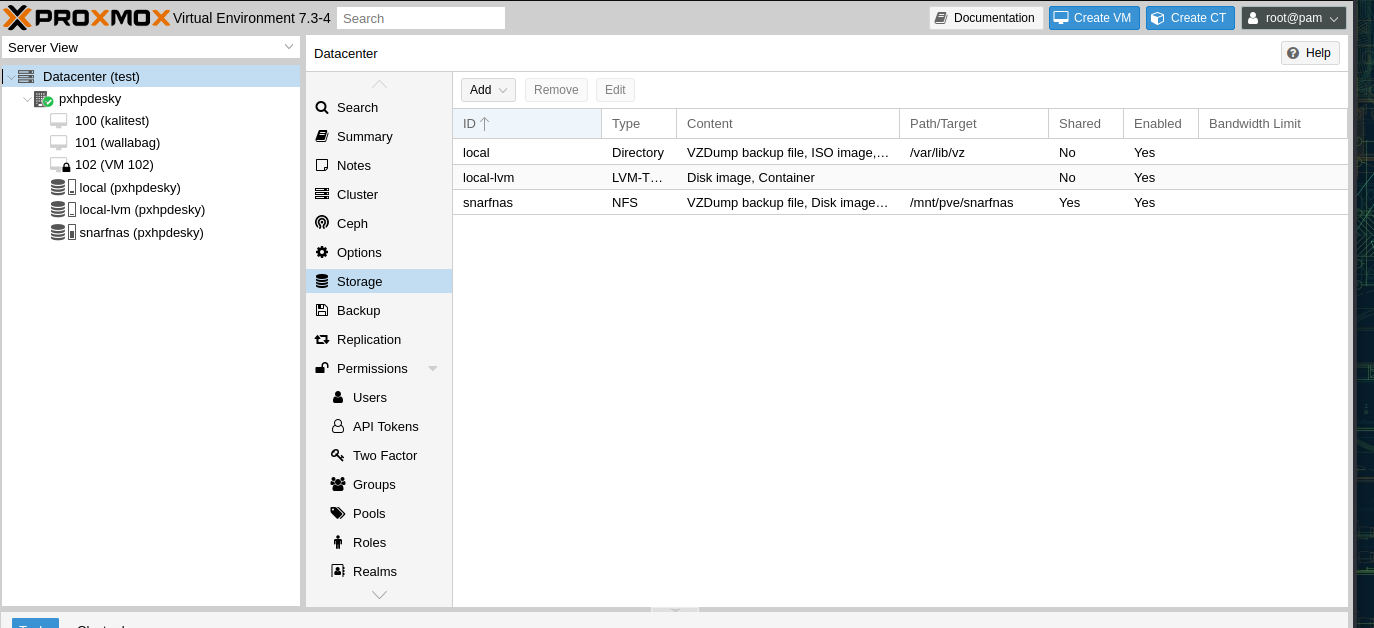 PROXMOX Virtual Environment 7.3-4 Search Documentation Create VM Create CT root@pam
Server View
Datacenter (test)
pxhpdesky
100 (kalitest)
101 (wallabag)
102 (VM 102)
local (pxhpdesky)
local-lvm (pxhpdesky)
snarfnas (pxhpdesky)
Datacenter Help
Search
Summary
Notes
Cluster
Ceph
Options
Storage
Backup
Replication
Permissions
Users
API Tokens
Two Factor
Groups
Pools
Roles
Realms
Add Remove Edit
ID Type Content Path/Target Shared Enabled Bandwidth Limit
local Directory VZDump backup file, ISO image,... /var/lib/vz No Yes
local-lvm LVM-T... Disk image, Container No Yes
snarfnas NFS VZDump backup file, Disk image... /mnt/pve/snarfnas Yes Yes